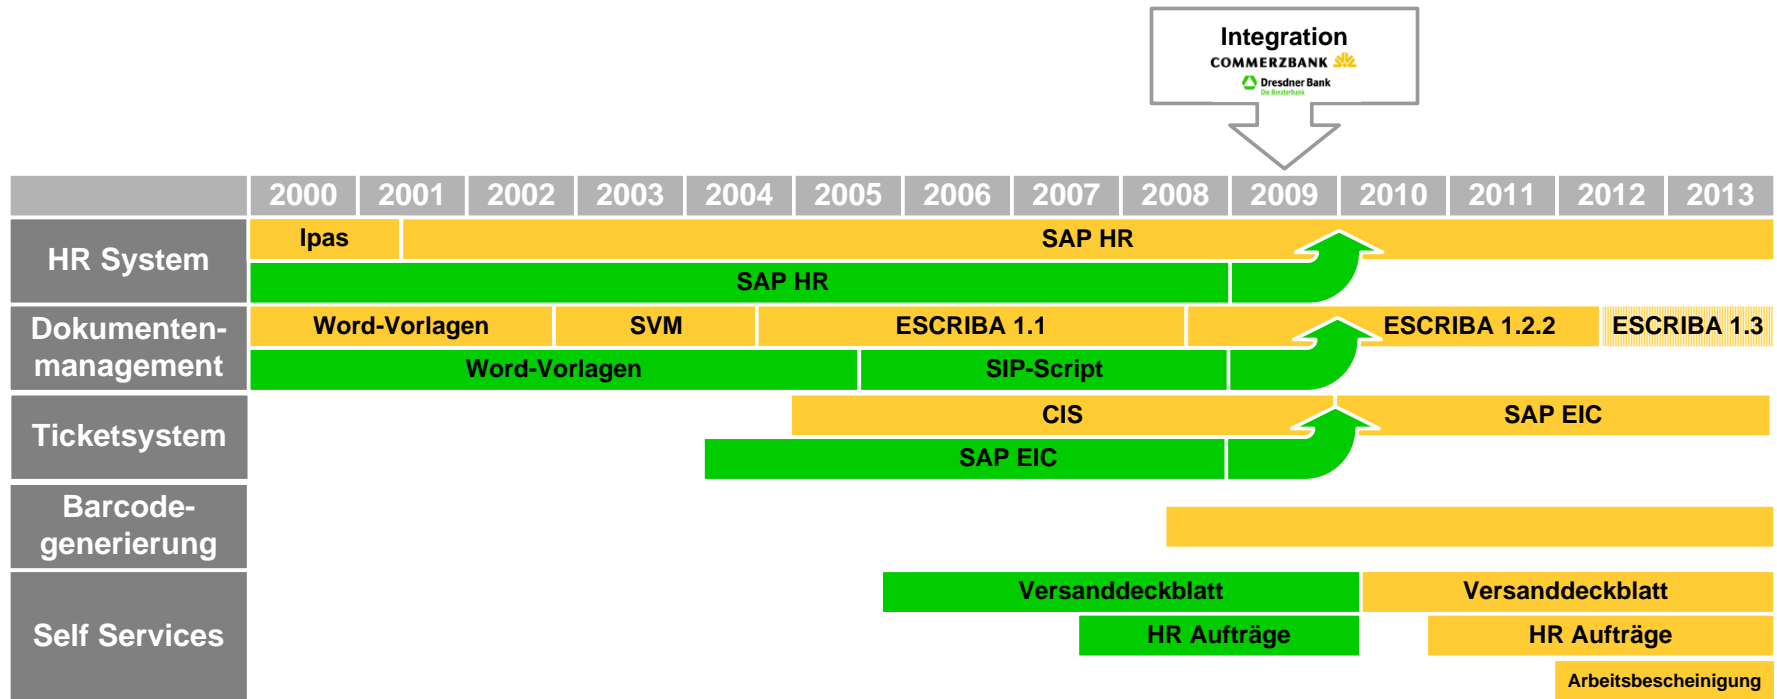 Integration
COMMERZBANK
Dresdner Bank
Die Beraterbank
2000 2001 2002 2003 2004 2005 2006 2007 2008 2009 2010 2011 2012 2013
HR System
Ipas SAP HR
SAP HR
Dokumenten-
management
Word-Vorlagen SVM ESCRIBA 1.1 ESCRIBA 1.2.2 ESCRIBA 1.3
Word-Vorlagen SIP-Script
Ticketsystem
CIS SAP EIC
SAP EIC
Barcode-
generierung
Self Services
Versanddeckblatt Versanddeckblatt
HR Aufträge HR Aufträge
Arbeitsbescheinigung